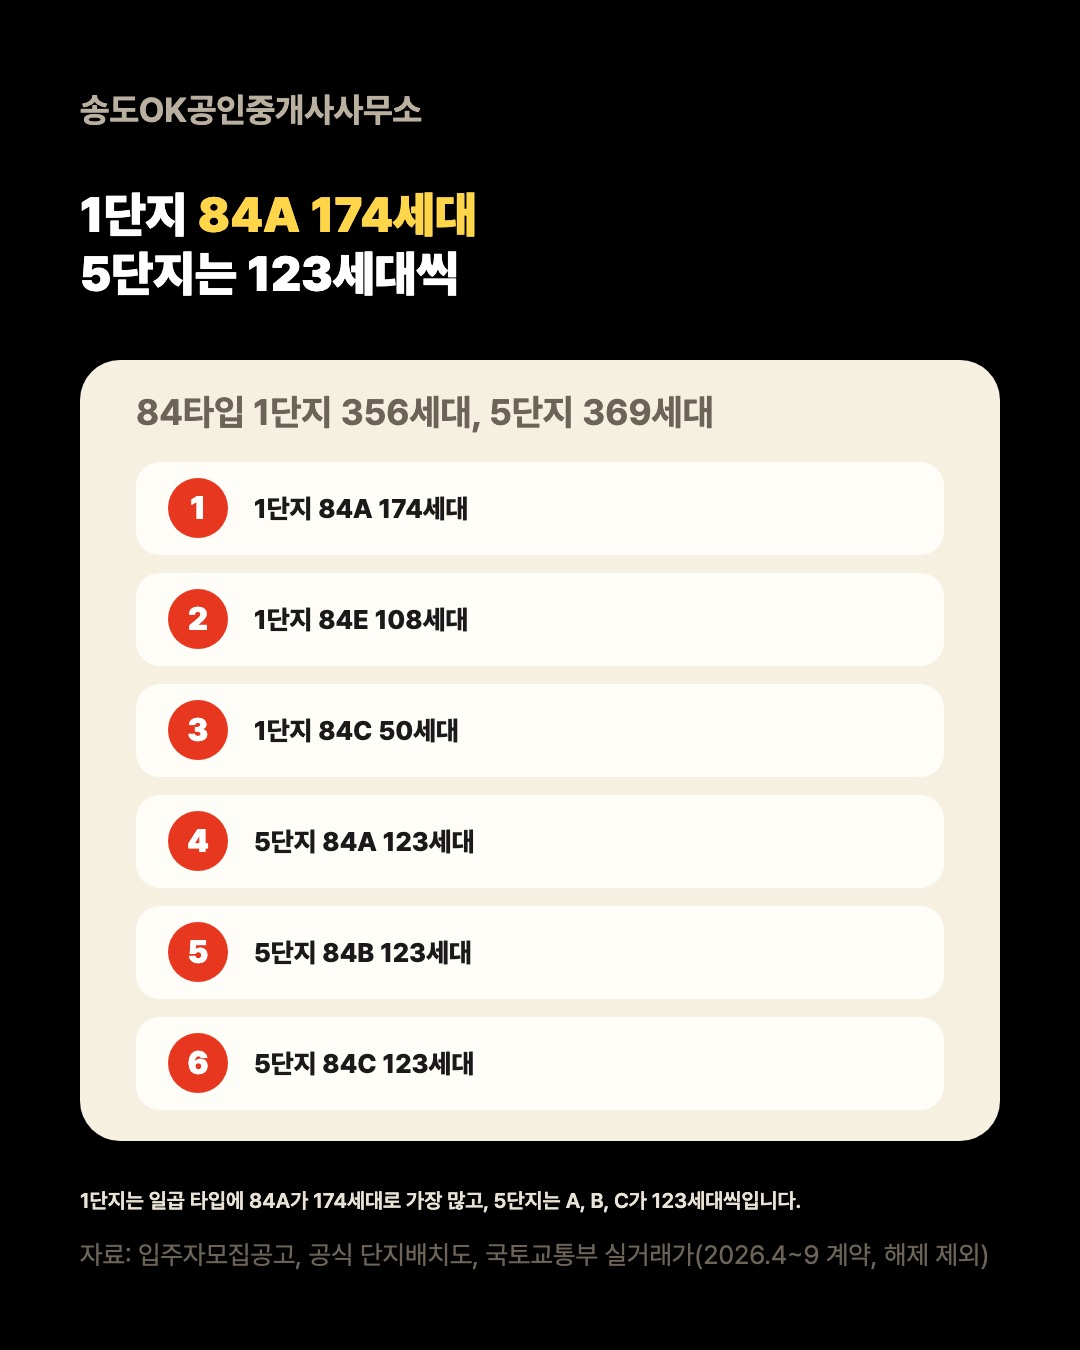 송도OK공인중개사사무소
1단지 84A 174세대
5단지는 123세대씩
84타입 1단지 356세대, 5단지 369세대
1 1단지 84A 174세대
2 1단지 84E 108세대
3 1단지 84C 50세대
4 5단지 84A 123세대
5 5단지 84B 123세대
6 5단지 84C 123세대
1단지는 일곱 타입에 84A가 174세대로 가장 많고, 5단지는 A, B, C가 123세대씩입니다.
자료: 입주자모집공고, 공식 단지배치도, 국토교통부 실거래가(2026.4~9 계약, 해제 제외)